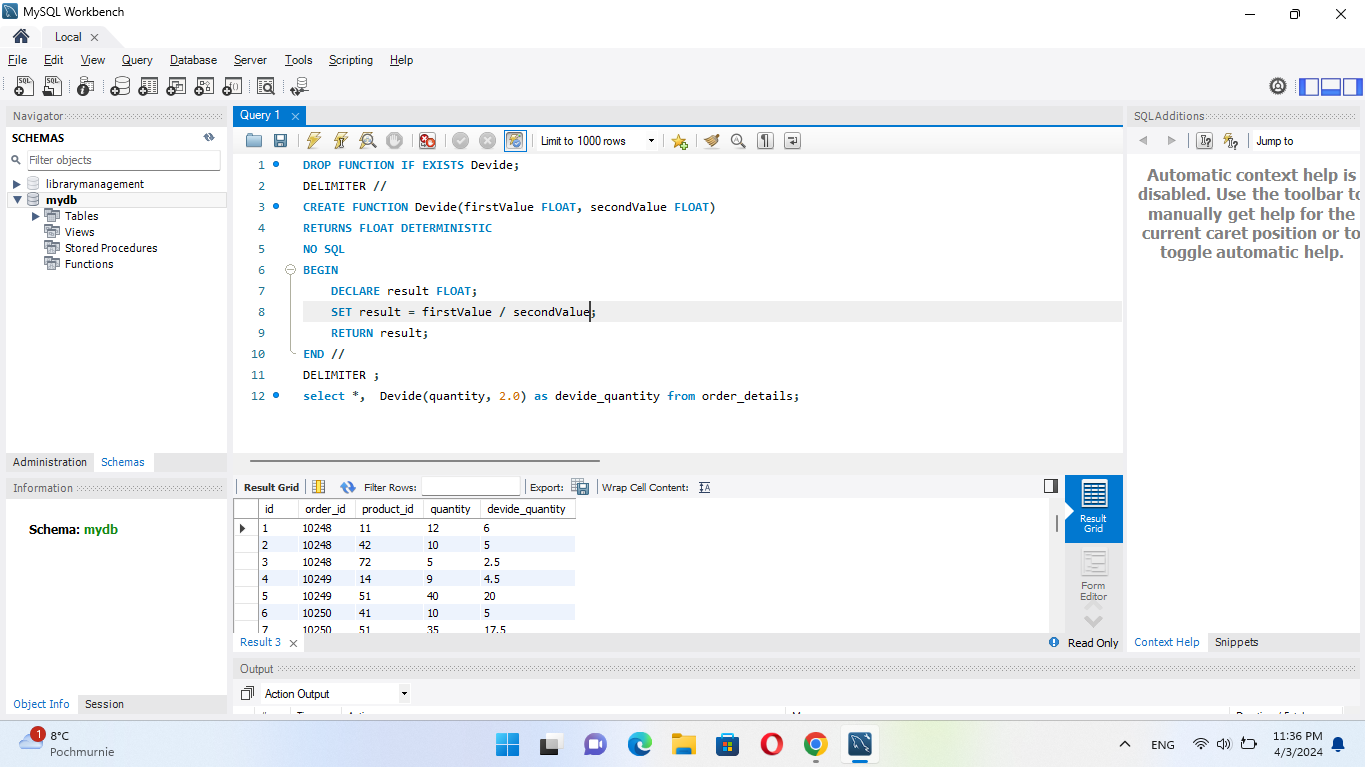 MySQL Workbench
Local
File Edit View Query Database Server Tools Scripting Help
Navigator
SCHEMAS
Filter objects
librarymanagement
mydb
Tables
Views
Stored Procedures
Functions
Administration Schemas
Information
Schema: mydb
Object Info Session
Query 1
Limit to 1000 rows
1 DROP FUNCTION IF EXISTS Devide;
2 DELIMITER //
3 CREATE FUNCTION Devide(firstValue FLOAT, secondValue FLOAT)
4 RETURNS FLOAT DETERMINISTIC
5 NO SQL
6 BEGIN
7 DECLARE result FLOAT;
8 SET result = firstValue / secondValue;
9 RETURN result;
10 END //
11 DELIMITER ;
12 select *,  Devide(quantity, 2.0) as devide_quantity from order_details;
Result Grid Filter Rows: Export: Wrap Cell Content:
id order_id product_id quantity devide_quantity
1 10248 11 12 6
2 10248 42 10 5
3 10248 72 5 2.5
4 10249 14 9 4.5
5 10249 51 40 20
6 10250 41 10 5
7 10250 51 35 17.5
Result Grid
Form Editor
Result 3
Read Only
Output
Action Output
SQLAdditions
Jump to
Automatic context help is
disabled. Use the toolbar to
manually get help for the
current caret position or to
toggle automatic help.
Context Help Snippets
1
8°C
Pochmurnie
ENG
11:36 PM
4/3/2024